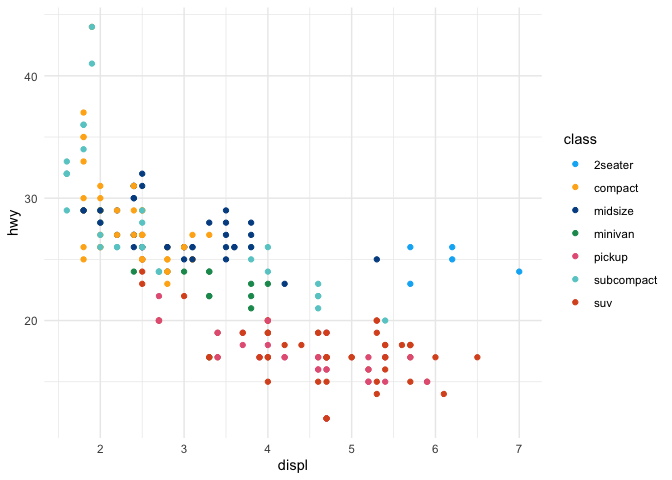 40
30
20
hwy
2 3 4 5 6 7
displ
class
2seater
compact
midsize
minivan
pickup
subcompact
suv